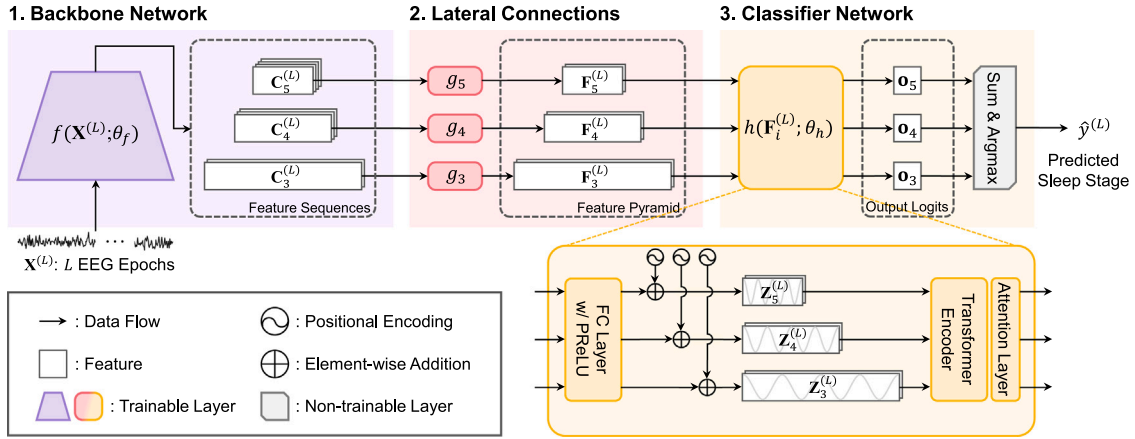 1. Backbone Network
2. Lateral Connections
3. Classifier Network
f(X^(L);θ_f)
C_5^(L)
C_4^(L)
C_3^(L)
Feature Sequences
g_5
g_4
g_3
F_5^(L)
F_4^(L)
F_3^(L)
Feature Pyramid
h(F_i^(L);θ_h)
o_5
o_4
o_3
Output Logits
Sum & Argmax
ŷ^(L)
Predicted
Sleep Stage
X^(L): L EEG Epochs
FC Layer
w/ PReLU
Z_5^(L)
Z_4^(L)
Z_3^(L)
Transformer
Encoder
Attention Layer
: Data Flow
: Positional Encoding
: Feature
: Element-wise Addition
: Trainable Layer
: Non-trainable Layer